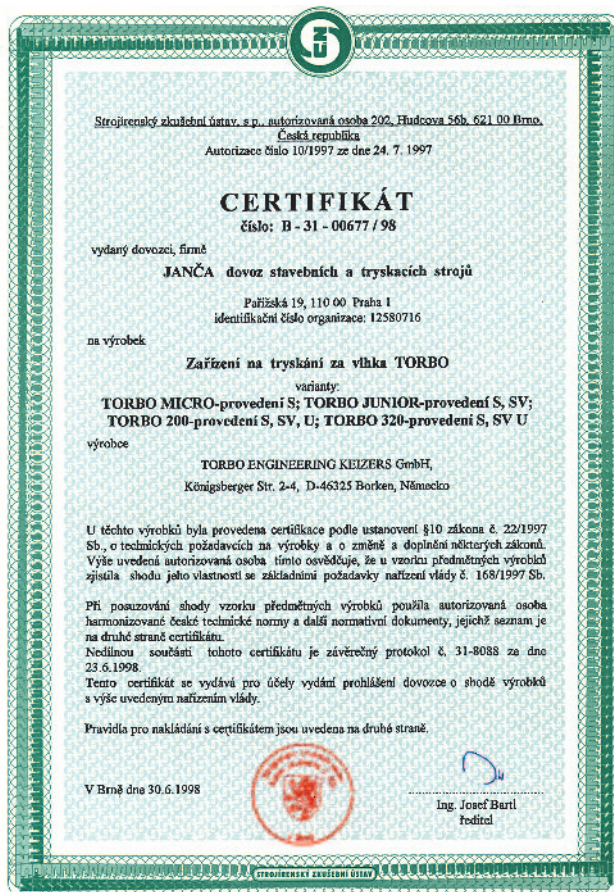 SZÚ
Strojírenský zkušební ústav, s.p., autorizovaná osoba 202, Hudcova 56b, 621 00 Brno,
Česká republika
Autorizace číslo 10/1997 ze dne 24. 7. 1997
CERTIFIKÁT
číslo: B - 31 - 00677 / 98
vydaný dovozci, firmě
JANČA dovoz stavebních a tryskacích strojů
Pařížská 19, 110 00 Praha 1
identifikační číslo organizace: 12580716
na výrobek
Zařízení na tryskání za vlhka TORBO
varianty:
TORBO MICRO-provedení S; TORBO JUNIOR-provedení S, SV;
TORBO 200-provedení S, SV, U; TORBO 320-provedení S, SV U
výrobce
TORBO ENGINEERING KEIZERS GmbH,
Königsberger Str. 2-4, D-46325 Borken, Německo
U těchto výrobků byla provedena certifikace podle ustanovení §10 zákona č. 22/1997
Sb., o technických požadavcích na výrobky a o změně a doplnění některých zákonů.
Výše uvedená autorizovaná osoba tímto osvědčuje, že u vzorku předmětných výrobků
zjistila shodu jeho vlastností se základními požadavky nařízení vlády č. 168/1997 Sb.
Při posuzování shody vzorku předmětných výrobků použila autorizovaná osoba
harmonizované české technické normy a další normativní dokumenty, jejichž seznam je
na druhé straně certifikátu.
Nedílnou součástí tohoto certifikátu je závěrečný protokol č. 31-8088 ze dne
23.6.1998.
Tento certifikát se vydává pro účely vydání prohlášení dovozce o shodě výrobků
s výše uvedeným nařízením vlády.
Pravidla pro nakládání s certifikátem jsou uvedena na druhé straně.
V Brně dne 30.6.1998
Ing. Josef Bartl
ředitel
STROJÍRENSKÝ ZKUŠEBNÍ ÚSTAV